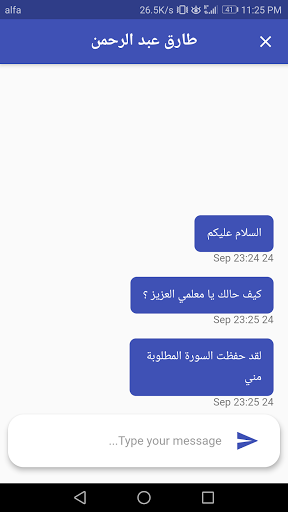 alfa 26.5K/s 41 11:25 PM
طارق عبد الرحمن
السلام عليكم
Sep 23:24 24
كيف حالك يا معلمي العزيز ؟
Sep 23:25 24
لقد حفظت السورة المطلوبة
مني
Sep 23:25 24
...Type your message